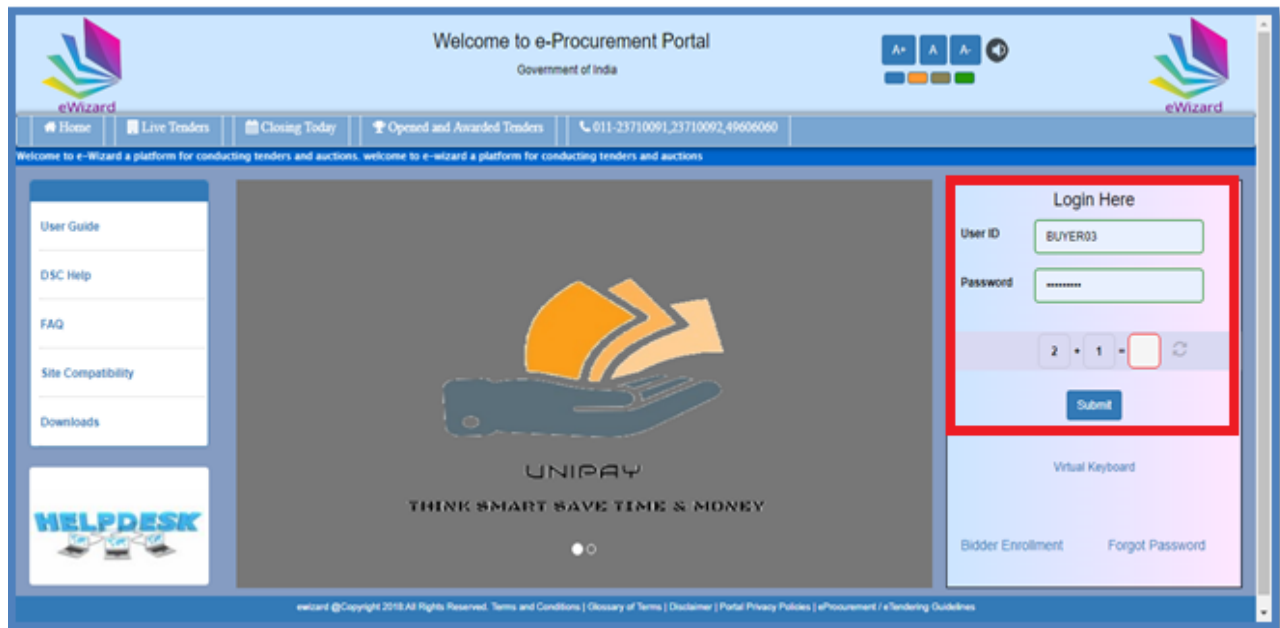 Welcome to e-Procurement Portal
Government of India
A+ A A-
eWizard
eWizard
Home Live Tenders Closing Today Opened and Awarded Tenders 011-23710091,23710092,49606060
Welcome to e-Wizard a platform for conducting tenders and auctions. welcome to e-wizard a platform for conducting tenders and auctions
User Guide
DSC Help
FAQ
Site Compatibility
Downloads
HELPDESK
UNIPAY
THINK SMART SAVE TIME & MONEY
Login Here
User ID BUYER03
Password ·········
2 + 1 =
Submit
Virtual Keyboard
Bidder Enrollment Forgot Password
ewizard @Copyright 2018:All Rights Reserved. Terms and Conditions | Glossary of Terms | Disclaimer | Portal Privacy Policies | eProcurement / eTendering Guidelines